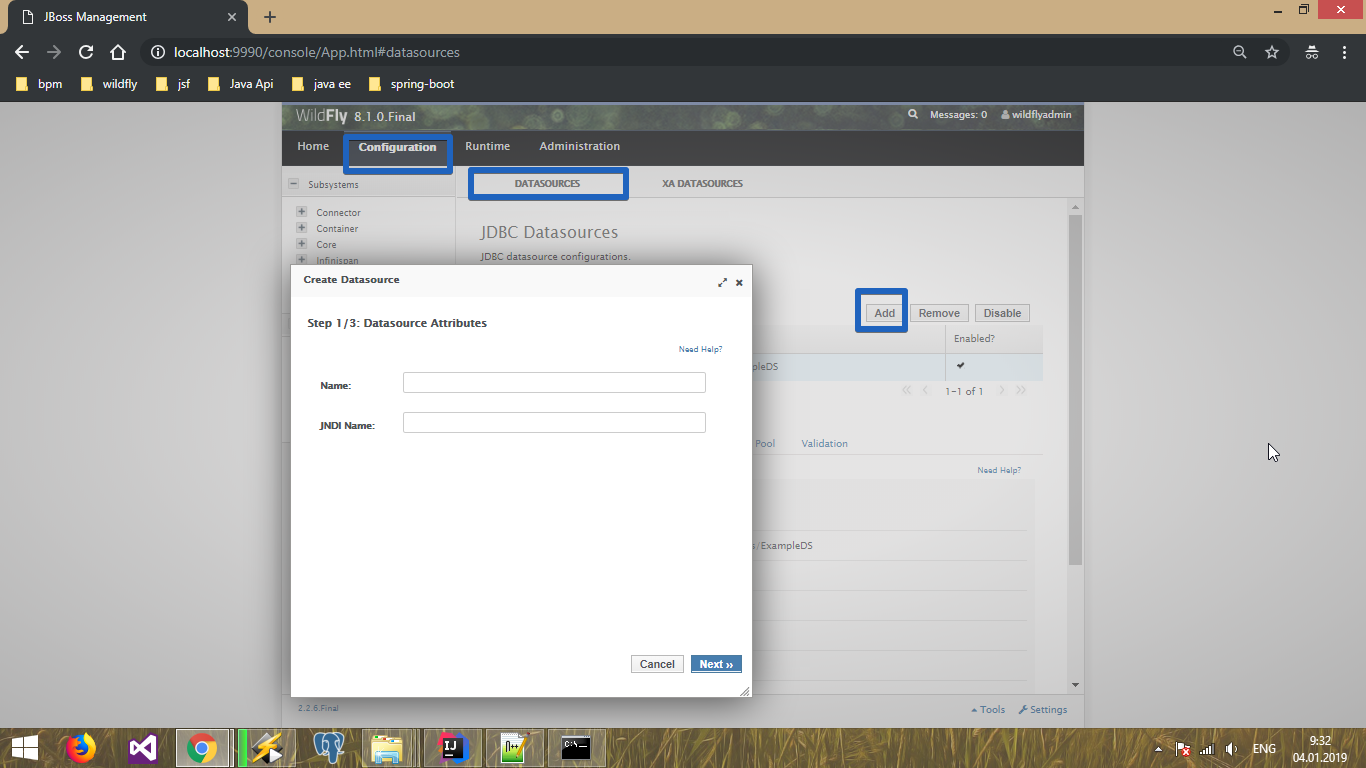 JBoss Management
localhost:9990/console/App.html#datasources
bpm wildfly jsf Java Api java ee spring-boot
WildFly 8.1.0.Final Messages: 0 wildflyadmin
Home Configuration Runtime Administration
Subsystems DATASOURCES XA DATASOURCES
Connector
Container
Core
Infinispan
JDBC Datasources
JDBC datasource configurations.
Add Remove Disable
Enabled?
pleDS
1-1 of 1
Pool Validation
Need Help?
s/ExampleDS
Create Datasource
Step 1/3: Datasource Attributes
Need Help?
Name:
JNDI Name:
Cancel Next ››
2.2.6.Final Tools Settings
ENG 9:32
04.01.2019